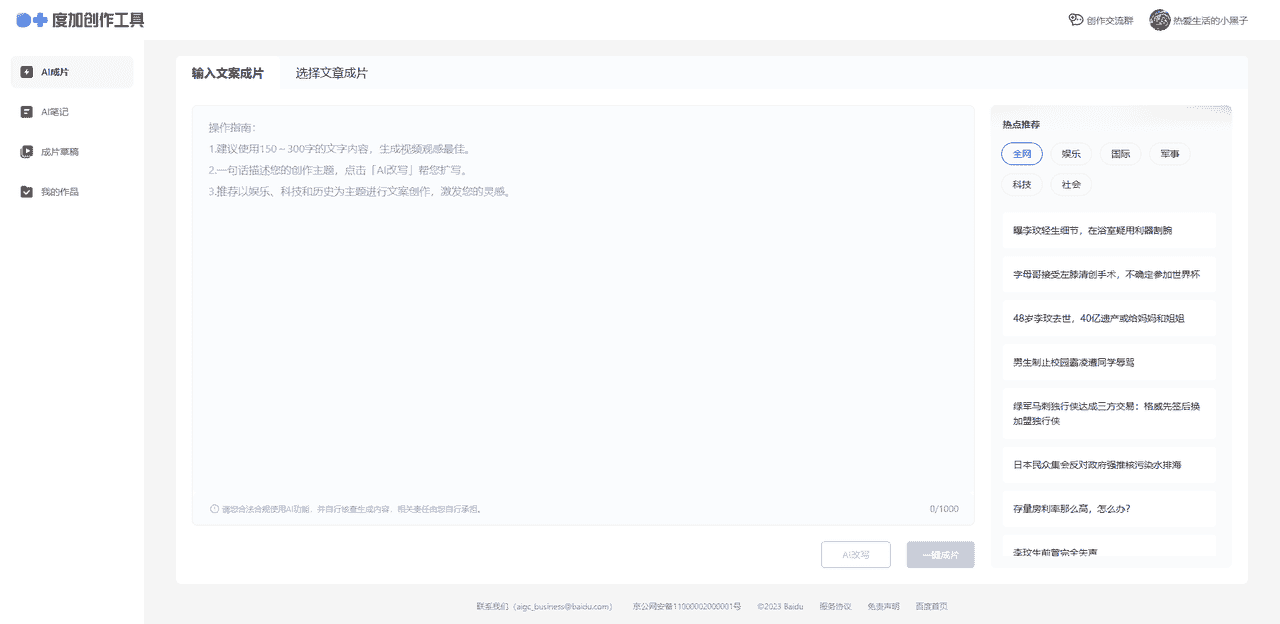 度加创作工具
创作交流群
热爱生活的小黑子
AI成片
AI笔记
成片草稿
我的作品
输入文案成片
选择文章成片
操作指南：
1.建议使用150～300字的文字内容，生成视频观感最佳。
2.一句话描述您的创作主题，点击「AI改写」帮您扩写。
3.推荐以娱乐、科技和历史为主题进行文案创作，激发您的灵感。
请您合法合规使用AI功能，并自行核查生成内容，相关责任由您自行承担。
0/1000
AI改写
一键成片
热点推荐
全网
娱乐
国际
军事
科技
社会
曝李玟轻生细节，在浴室疑用利器割腕
字母哥接受左膝清创手术，不确定参加世界杯
48岁李玟去世，40亿遗产或给妈妈和姐姐
男生制止校园霸凌遭同学辱骂
绿军马刺独行侠达成三方交易：格威先签后换
加盟独行侠
日本民众集会反对政府强推核污染水排海
存量房利率那么高，怎么办？
李玟生前曾完全失声
联系我们（aigc_business@baidu.com）
京公网安备11000002000001号
©2023 Baidu
服务协议
免责声明
百度首页